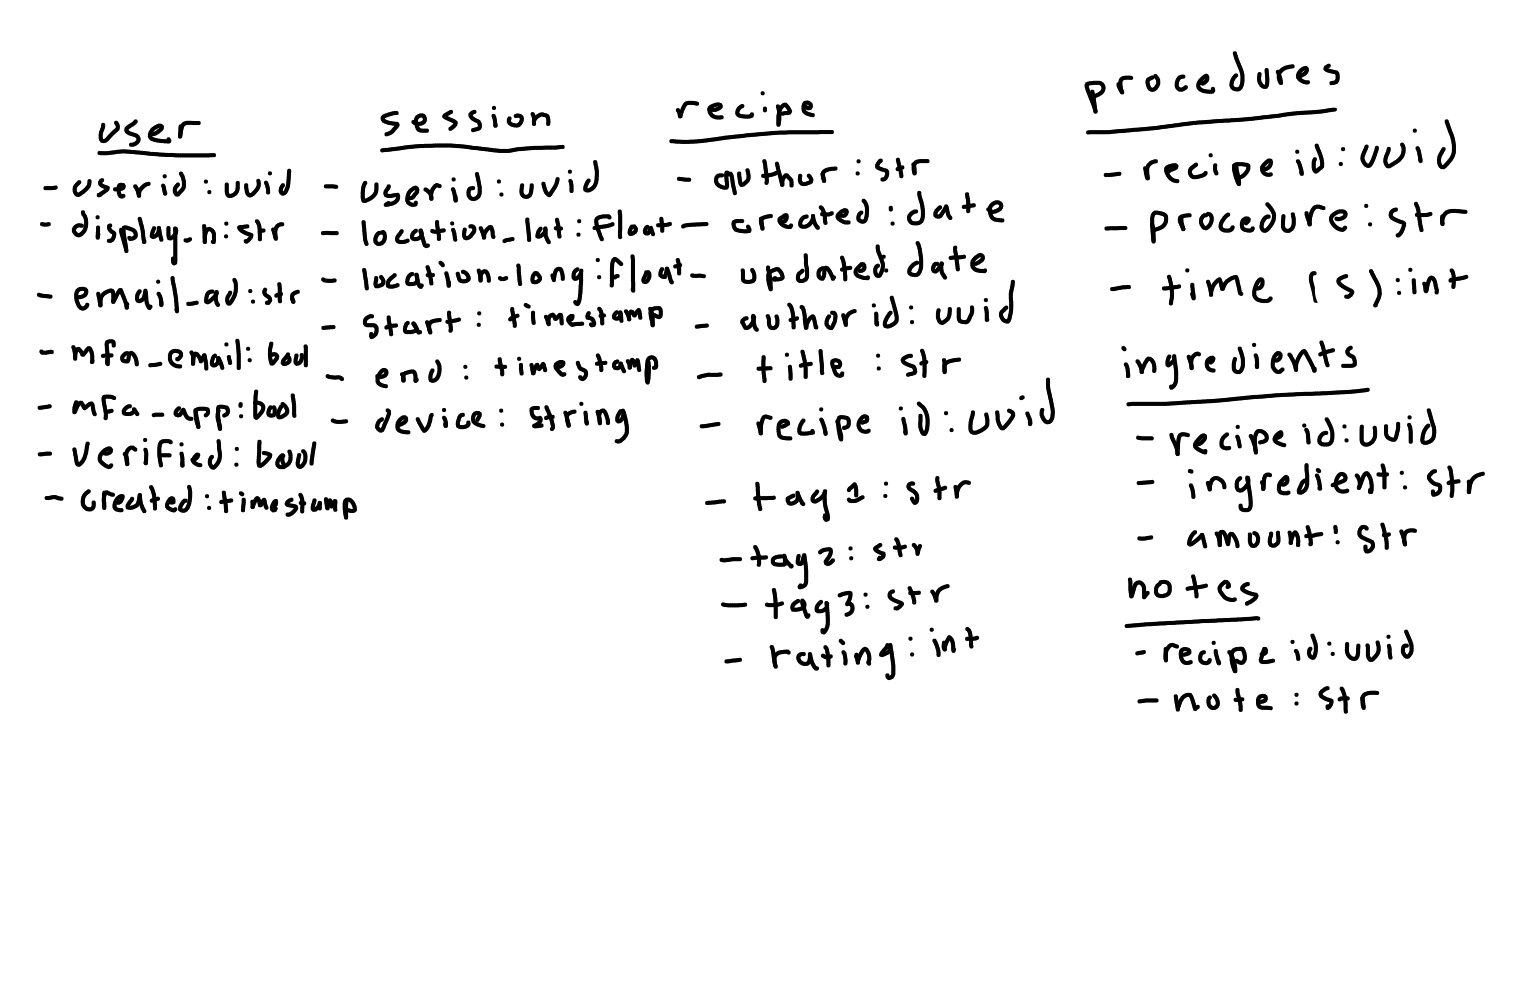 user
- userid : uuid
- display_n : str
- email_ad : str
- mfa_email : bool
- mfa_app : bool
- verified : bool
- created : timestamp
session
- userid : uuid
- location_lat : float
- location_long : float
- start : timestamp
- end : timestamp
- device : string
recipe
- author : str
- created : date
- updated: date
- author id : uuid
- title : str
- recipe id : uuid
- tag 1 : str
- tag 2 : str
- tag 3 : str
- rating : int
procedures
- recipe id : uuid
- procedure : str
- time (s) : int
ingredients
- recipe id : uuid
- ingredient : str
- amount : str
notes
- recipe id : uuid
- note : str